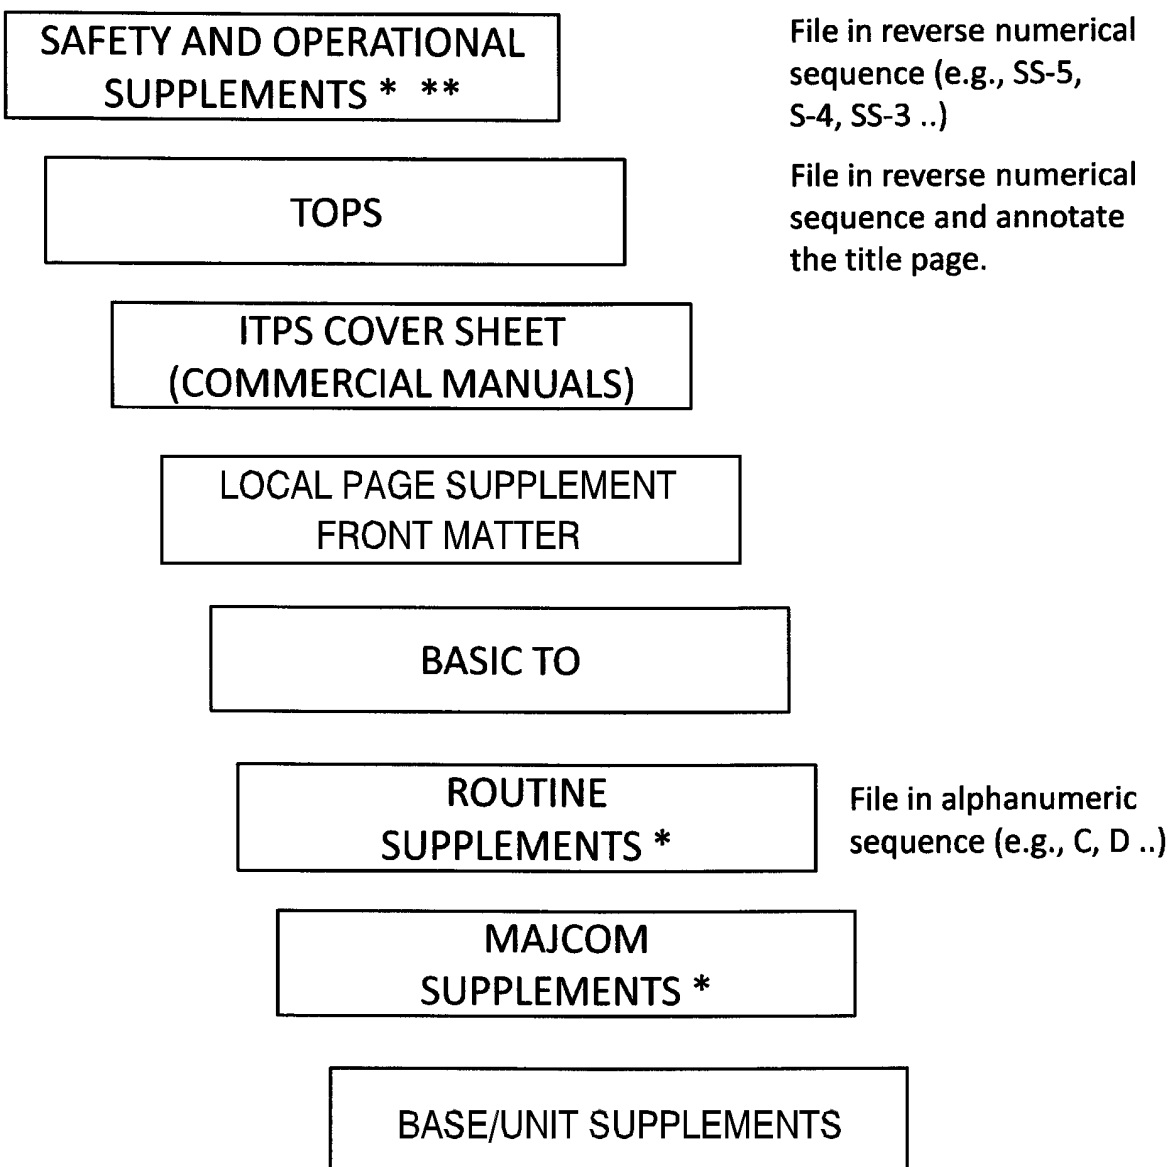 SAFETY AND OPERATIONAL
SUPPLEMENTS * **
File in reverse numerical
sequence (e.g., SS-5,
S-4, SS-3 ..)
TOPS
File in reverse numerical
sequence and annotate
the title page.
ITPS COVER SHEET
(COMMERCIAL MANUALS)
LOCAL PAGE SUPPLEMENT
FRONT MATTER
BASIC TO
ROUTINE
SUPPLEMENTS *
File in alphanumeric
sequence (e.g., C, D ..)
MAJCOM
SUPPLEMENTS *
BASE/UNIT SUPPLEMENTS